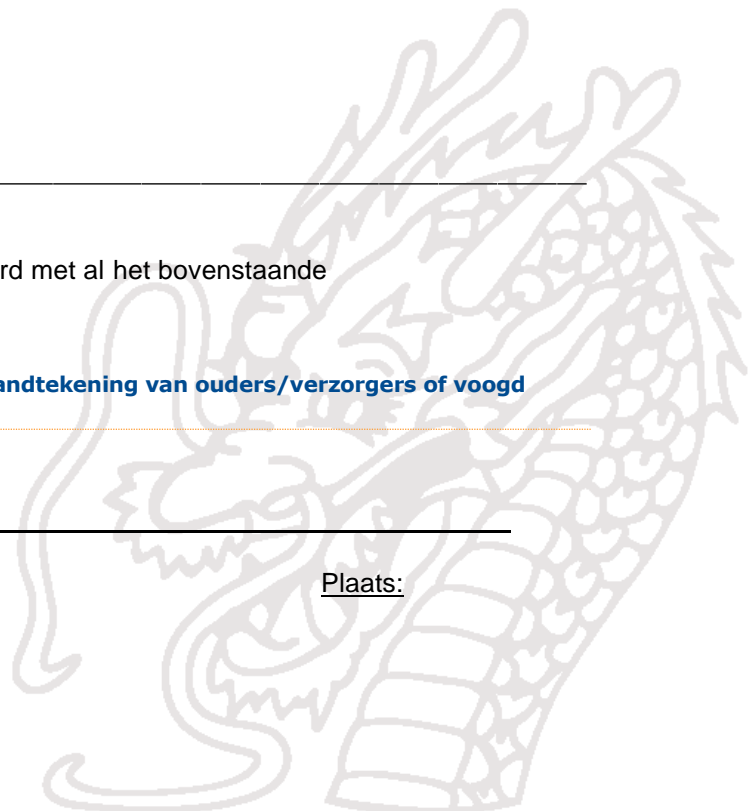 rd met al het bovenstaande
andtekening van ouders/verzorgers of voogd
Plaats: